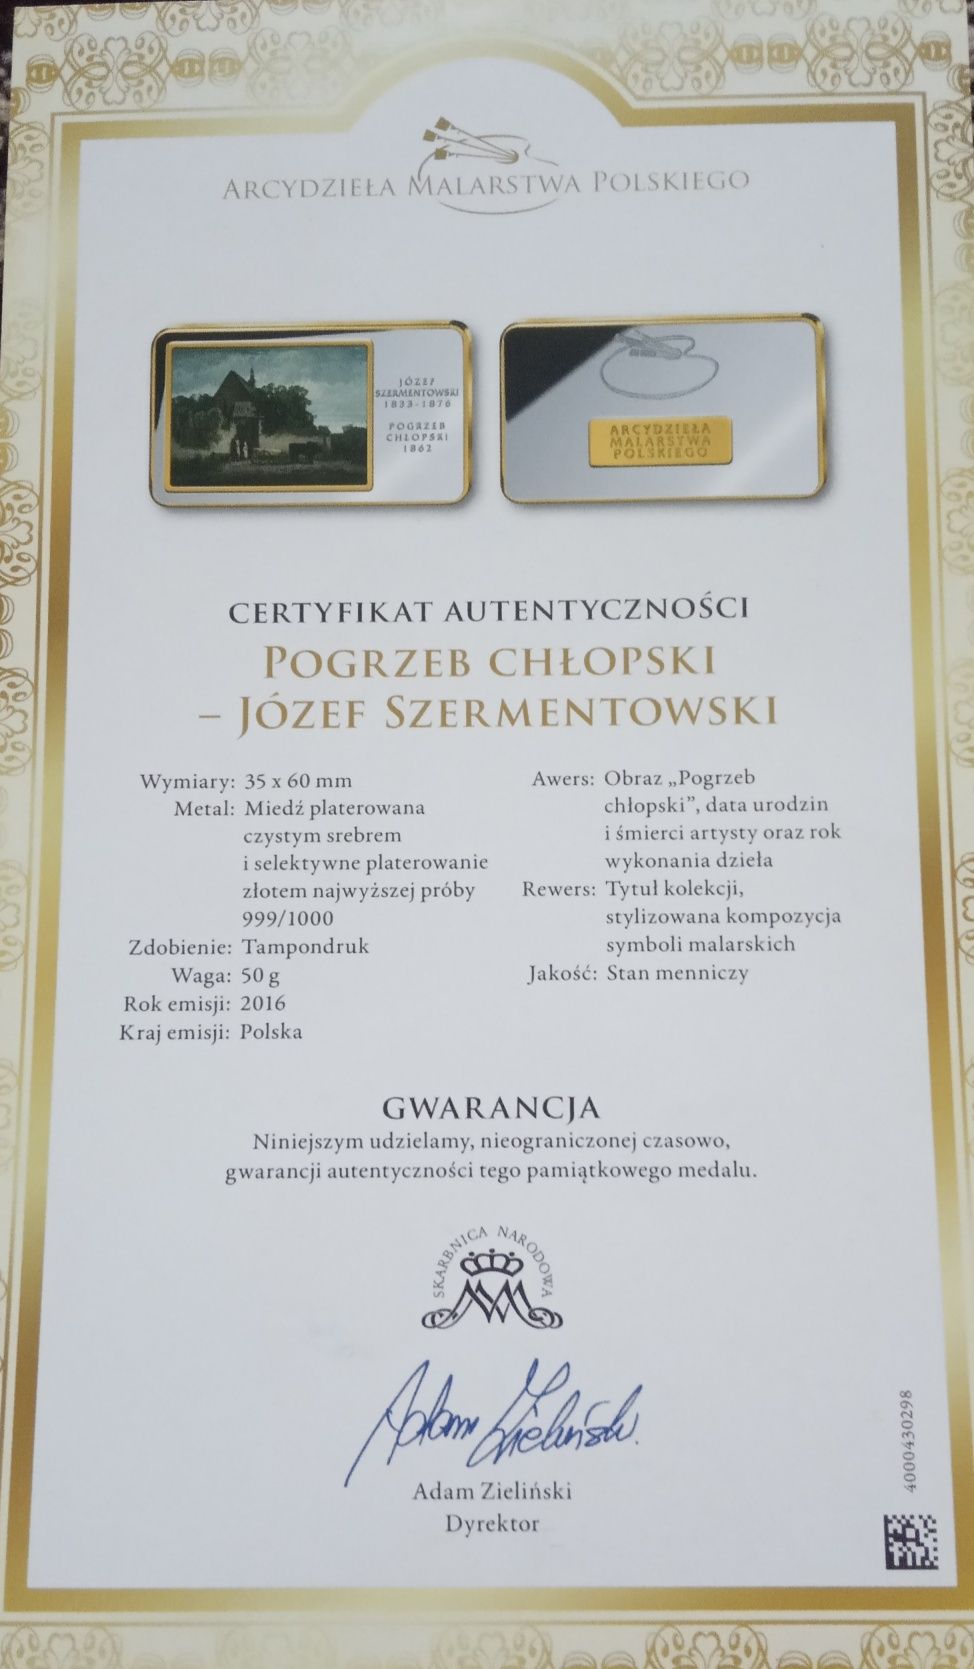 ARCYDZIEŁA MALARSTWA POLSKIEGO
JÓZEF
SZERMENTOWSKI
1833-1876
POGRZEB
CHŁOPSKI
1862
ARCYDZIEŁA
MALARSTWA
POLSKIEGO
CERTYFIKAT AUTENTYCZNOŚCI
POGRZEB CHŁOPSKI
– JÓZEF SZERMENTOWSKI
Wymiary: 35 x 60 mm
Metal: Miedź platerowana
czystym srebrem
i selektywne platerowanie
złotem najwyższej próby
999/1000
Zdobienie: Tampondruk
Waga: 50 g
Rok emisji: 2016
Kraj emisji: Polska
Awers: Obraz „Pogrzeb
chłopski”, data urodzin
i śmierci artysty oraz rok
wykonania dzieła
Rewers: Tytuł kolekcji,
stylizowana kompozycja
symboli malarskich
Jakość: Stan menniczy
GWARANCJA
Niniejszym udzielamy, nieograniczonej czasowo,
gwarancji autentyczności tego pamiątkowego medalu.
SKARBNICA NARODOWA
Adam Zieliński
Adam Zieliński
Dyrektor
4000430298